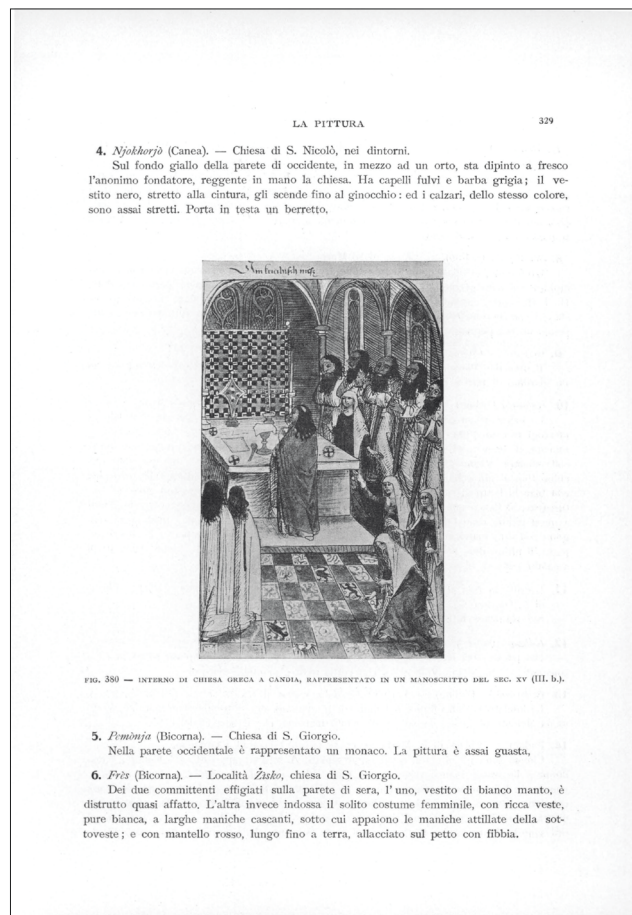 LA PITTURA 329
4. Njokhorjò (Canea). — Chiesa di S. Nicolò, nei dintorni.
Sul fondo giallo della parete di occidente, in mezzo ad un orto, sta dipinto a fresco
l'anonimo fondatore, reggente in mano la chiesa. Ha capelli fulvi e barba grigia; il ve-
stito nero, stretto alla cintura, gli scende fino al ginocchio: ed i calzari, dello stesso colore,
sono assai stretti. Porta in testa un berretto,
FIG. 380 — INTERNO DI CHIESA GRECA A CANDIA, RAPPRESENTATO IN UN MANOSCRITTO DEL SEC. XV (III. b.).
5. Pemònja (Bicorna). — Chiesa di S. Giorgio.
Nella parete occidentale è rappresentato un monaco. La pittura è assai guasta,
6. Frès (Bicorna). — Località Żisko, chiesa di S. Giorgio.
Dei due committenti effigiati sulla parete di sera, l'uno, vestito di bianco manto, è
distrutto quasi affatto. L'altra invece indossa il solito costume femminile, con ricca veste,
pure bianca, a larghe maniche cascanti, sotto cui appaiono le maniche attillate della sot-
toveste; e con mantello rosso, lungo fino a terra, allacciato sul petto con fibbia.